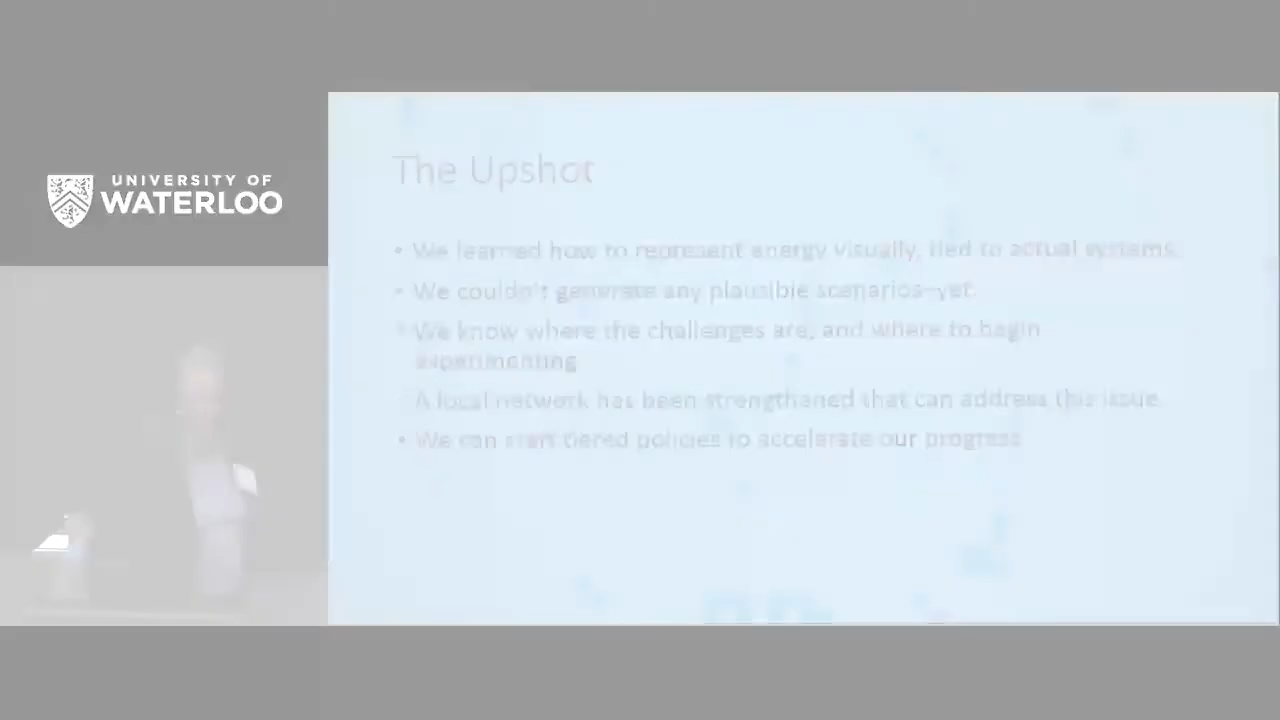 UNIVERSITY OF
WATERLOO
The Upshot
• We learned how to represent energy visually, tied to actual systems.
• We couldn't generate any plausible scenarios–yet.
• We know where the challenges are, and where to begin
experimenting
A local network has been strengthened that can address this issue.
• We can start tiered policies to accelerate our progress